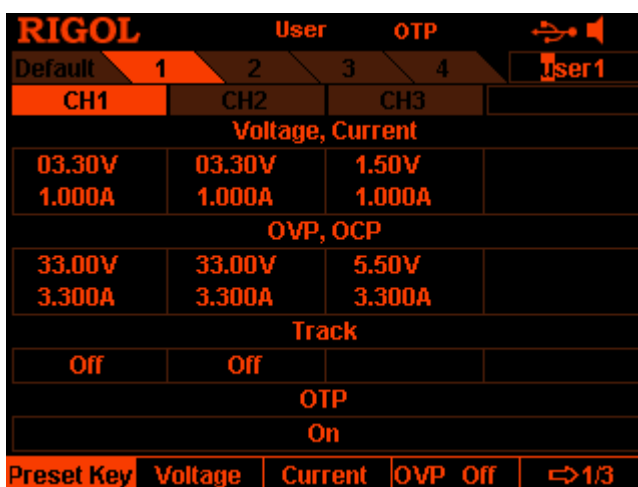 RIGOL User OTP
Default 1 2 3 4 User1
CH1 CH2 CH3
Voltage, Current
03.30V 03.30V 1.50V
1.000A 1.000A 1.000A
OVP, OCP
33.00V 33.00V 5.50V
3.300A 3.300A 3.300A
Track
Off Off
OTP
On
Preset Key Voltage Current OVP Off ⇨1/3